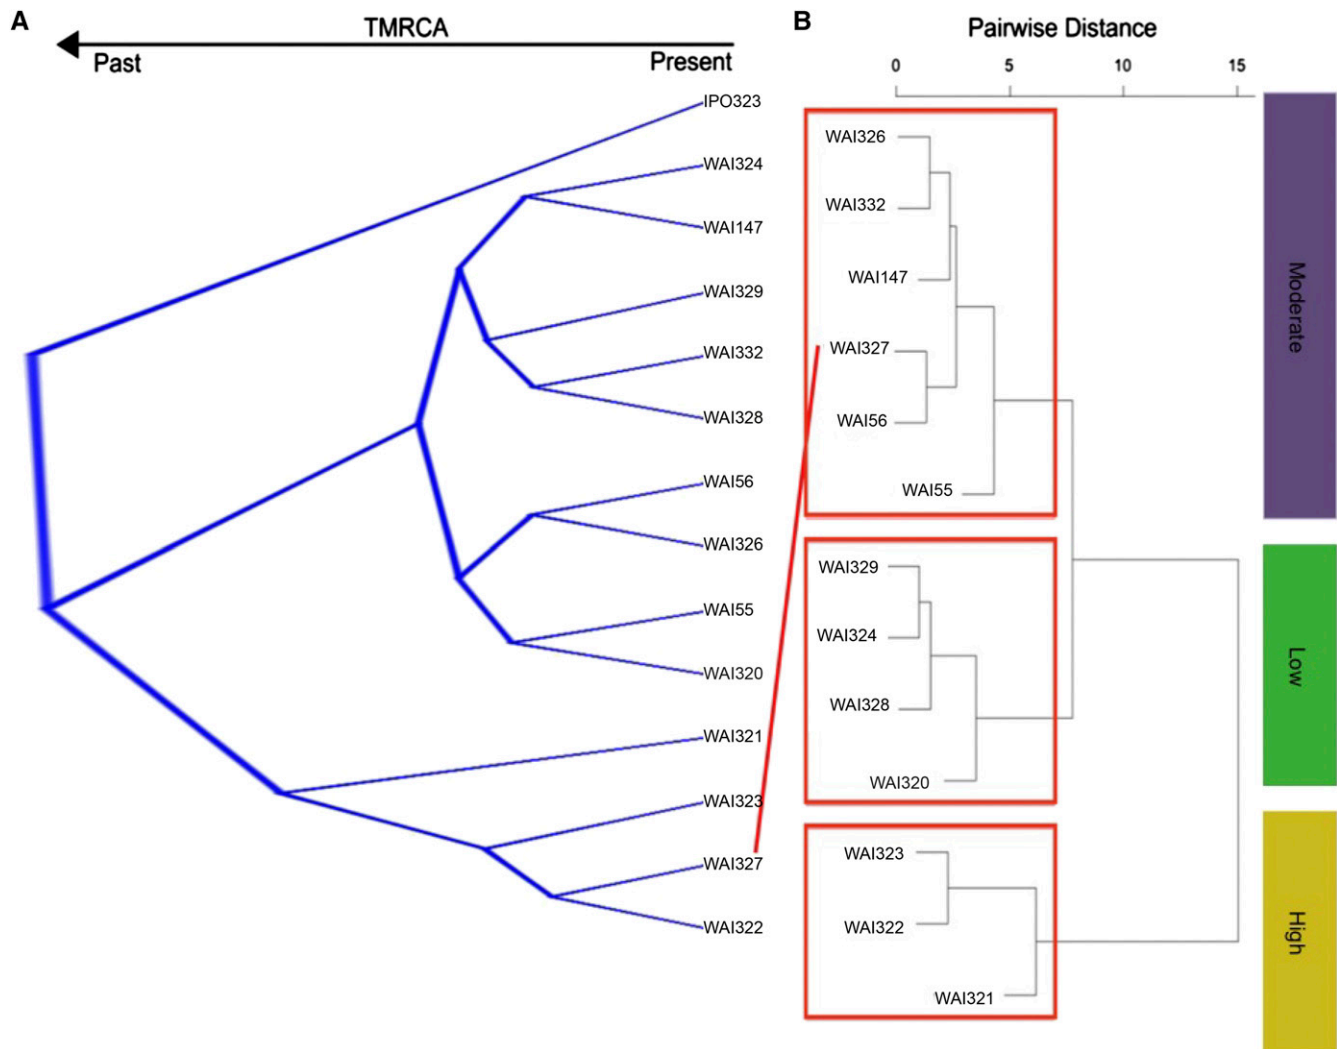 A
TMRCA
Past
Present
IPO323
WAI324
WAI147
WAI329
WAI332
WAI328
WAI56
WAI326
WAI55
WAI320
WAI321
WAI323
WAI327
WAI322
B
Pairwise Distance
0 5 10 15
WAI326
WAI332
WAI147
WAI327
WAI56
WAI55
WAI329
WAI324
WAI328
WAI320
WAI323
WAI322
WAI321
Moderate
Low
High